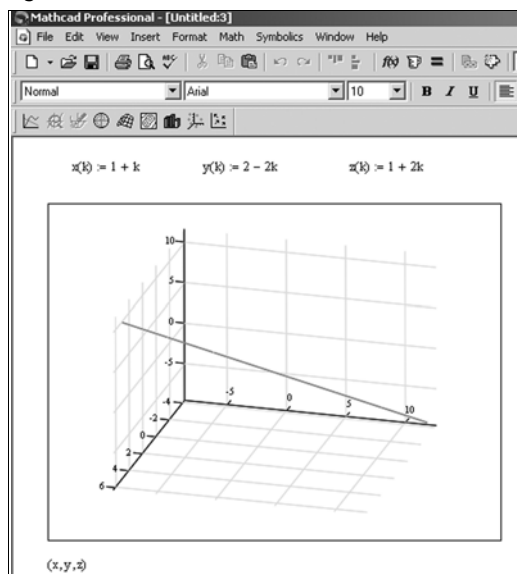 Mathcad Professional - [Untitled:3]
File Edit View Insert Format Math Symbolics Window Help
Normal Arial 10 B I U
x(k) := 1 + k y(k) := 2 − 2k z(k) := 1 + 2k
10
5
0
-5
-5 0 5 10
-4
-2
0
2
4
6
(x,y,z)